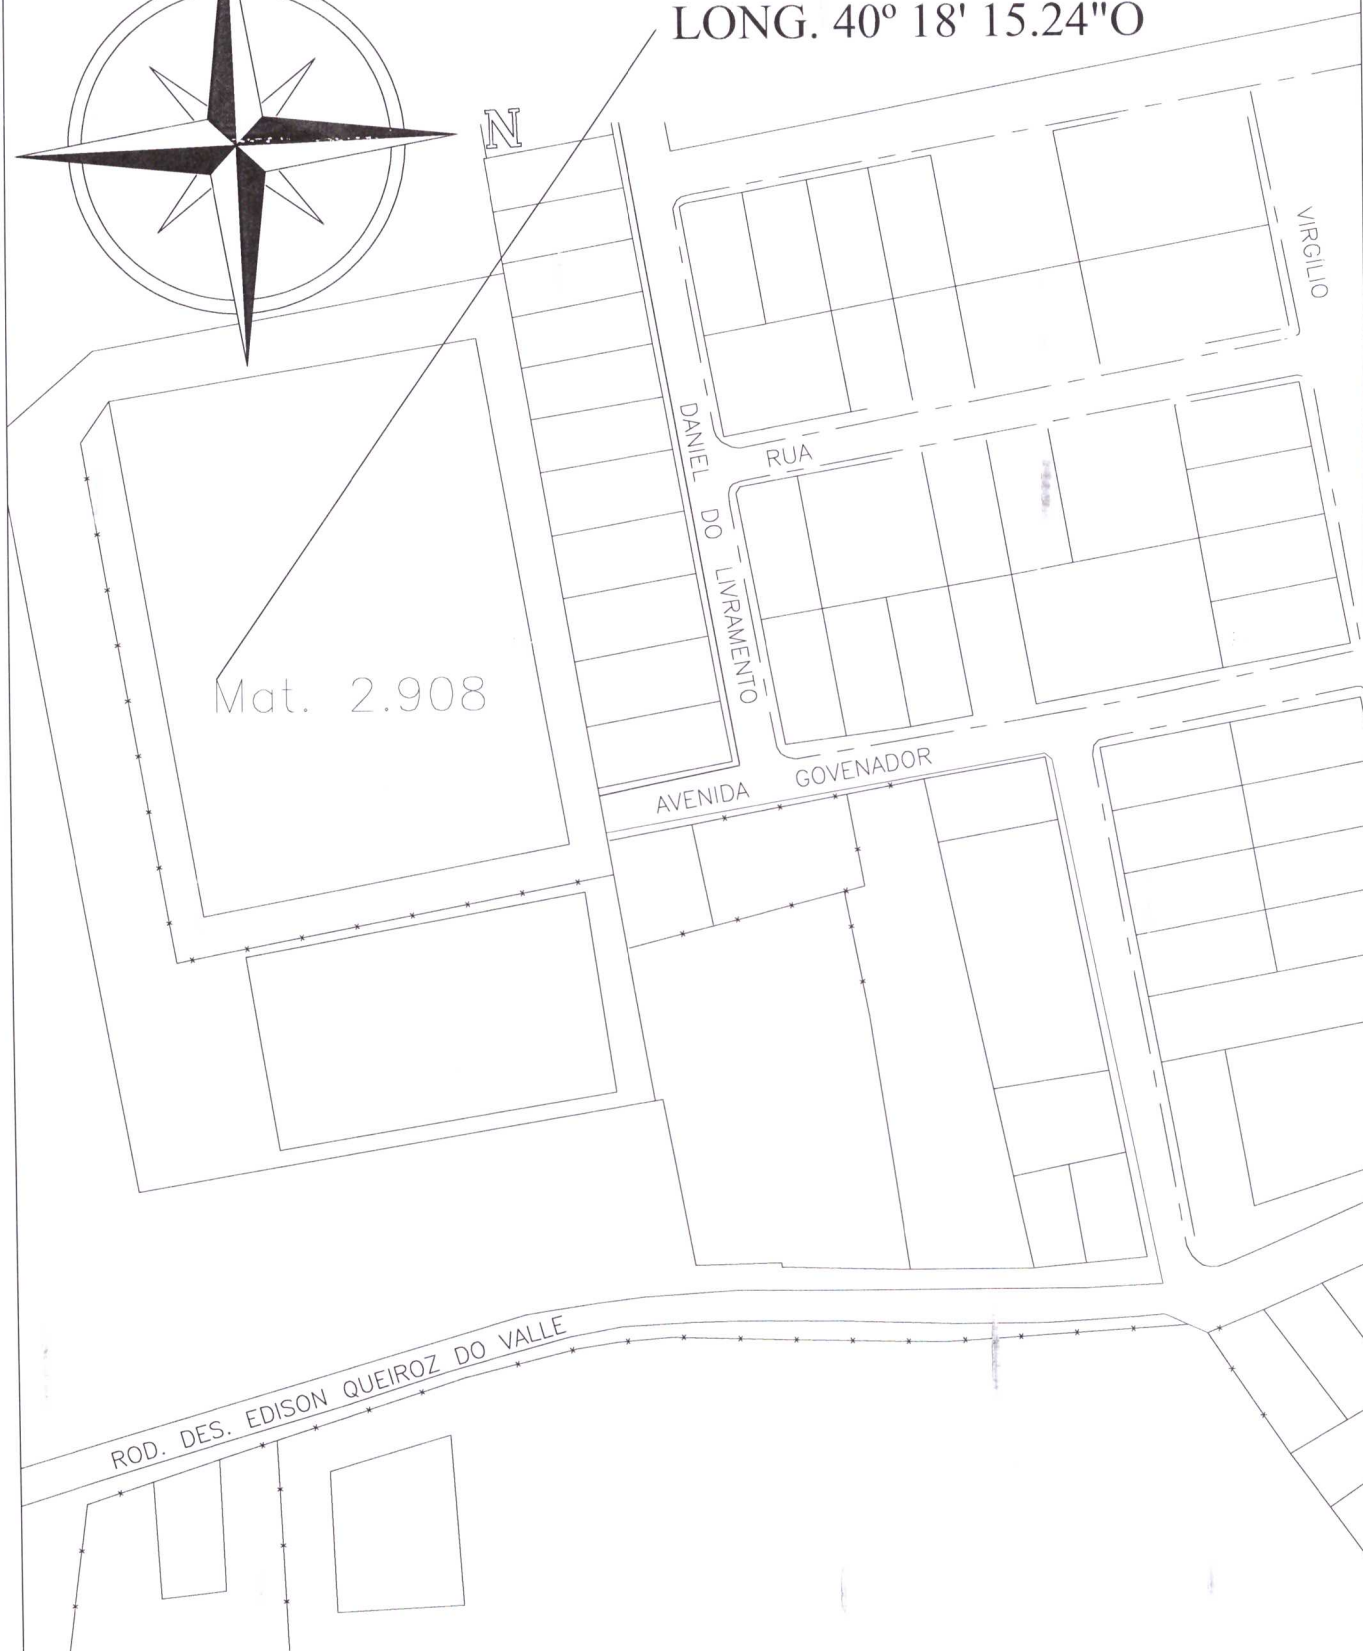 LONG. 40º 18' 15.24"O
N
VIRGÍLIO
DANIEL DO LIVRAMENTO
RUA
Mat. 2.908
AVENIDA GOVENADOR
ROD. DES. EDISON QUEIROZ DO VALLE